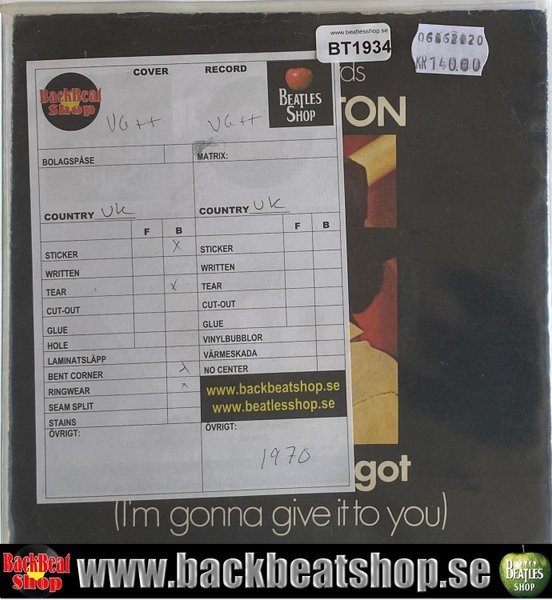 www.beatlesshop.se
BT1934
06062020
KR140.00
ds
TON
BackBeat Shop
COVER
RECORD
BEATLES SHOP
VG++
VG++
BOLAGSPÅSE
MATRIX:
COUNTRY UK
COUNTRY UK
F B
F B
STICKER X
STICKER
WRITTEN
WRITTEN
TEAR X
TEAR
CUT-OUT
CUT-OUT
GLUE
GLUE
HOLE
VINYLBUBBLOR
LAMINATSLÄPP
VÄRMESKADA
BENT CORNER X
NO CENTER
RINGWEAR X
SEAM SPLIT
STAINS
www.backbeatshop.se
www.beatlesshop.se
ÖVRIGT:
ÖVRIGT:
1970
got
(I'm gonna give it to you)
BackBeat Shop
www.backbeatshop.se
BEATLES SHOP